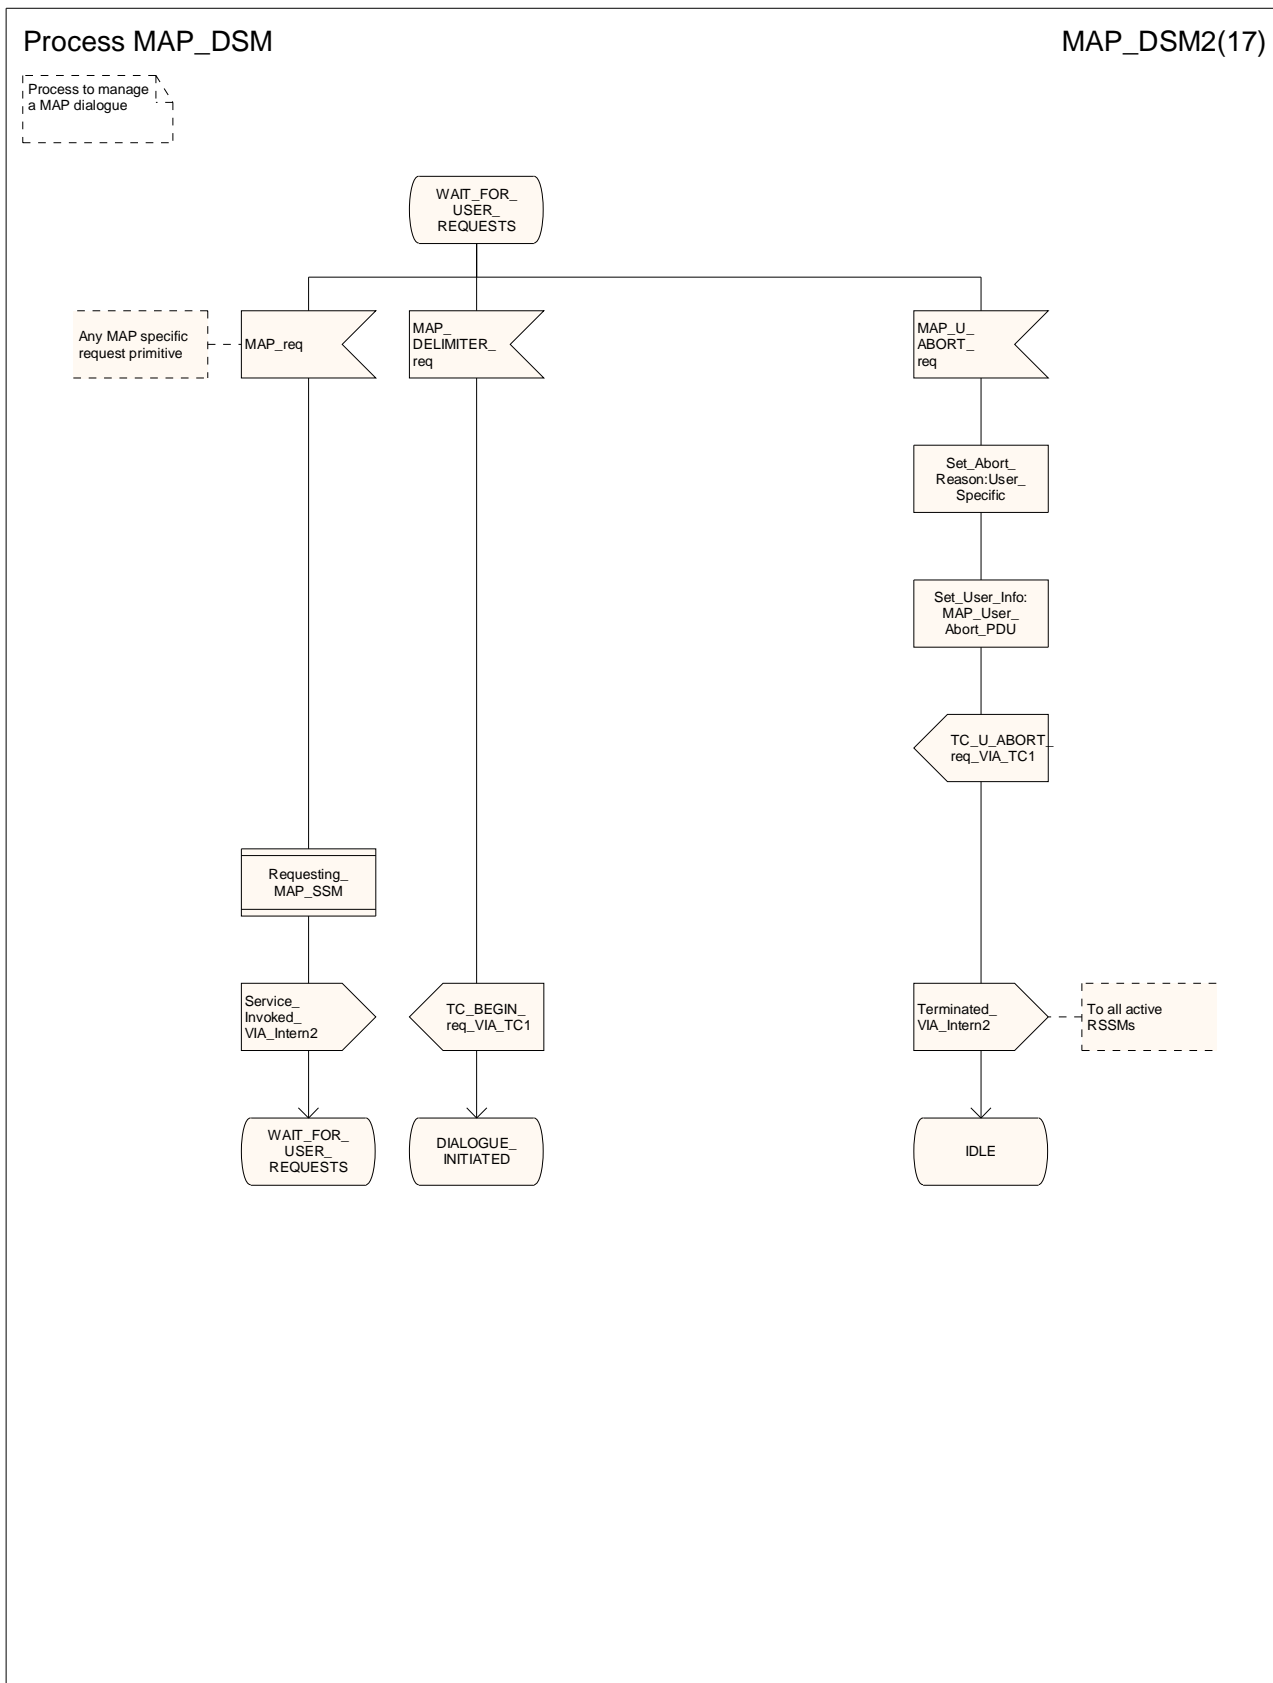 Process MAP_DSM
MAP_DSM2(17)
Process to manage
a MAP dialogue
WAIT_FOR_
USER_
REQUESTS
Any MAP specific
request primitive
MAP_req
MAP_
DELIMITER_
req
MAP_U_
ABORT_
req
Set_Abort_
Reason:User_
Specific
Set_User_Info:
MAP_User_
Abort_PDU
TC_U_ABORT_
req_VIA_TC1
Requesting_
MAP_SSM
Service_
Invoked_
VIA_Intern2
TC_BEGIN_
req_VIA_TC1
Terminated_
VIA_Intern2
To all active
RSSMs
WAIT_FOR_
USER_
REQUESTS
DIALOGUE_
INITIATED
IDLE